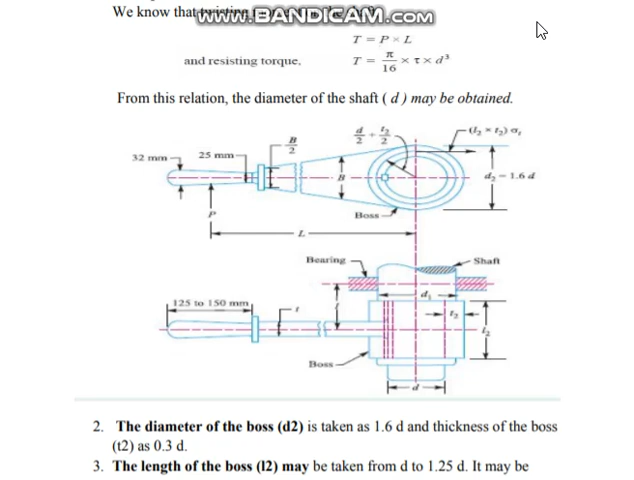 We know that
WWW.BANDICAM.COM
T = P × L
and resisting torque, T = π/16 × τ × d³
From this relation, the diameter of the shaft ( d ) may be obtained.
B/2
d/2 + t₂/2
(l₂ × t₂) σₜ
32 mm
25 mm
B
d₂ = 1.6 d
P
Boss
L
Bearing
Shaft
d₁
125 to 150 mm
t
l
t₂
l₂
Boss
d
2. The diameter of the boss (d2) is taken as 1.6 d and thickness of the boss
(t2) as 0.3 d.
3. The length of the boss (l2) may be taken from d to 1.25 d. It may be